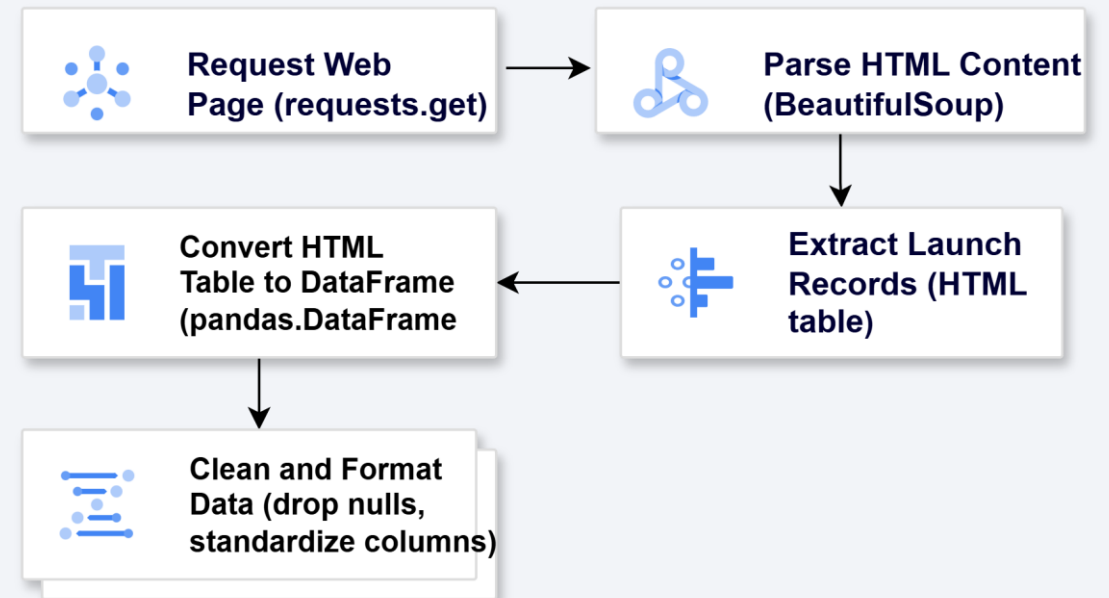 Request Web
Page (requests.get)
Parse HTML Content
(BeautifulSoup)
Extract Launch
Records (HTML
table)
Convert HTML
Table to DataFrame
(pandas.DataFrame
Clean and Format
Data (drop nulls,
standardize columns)